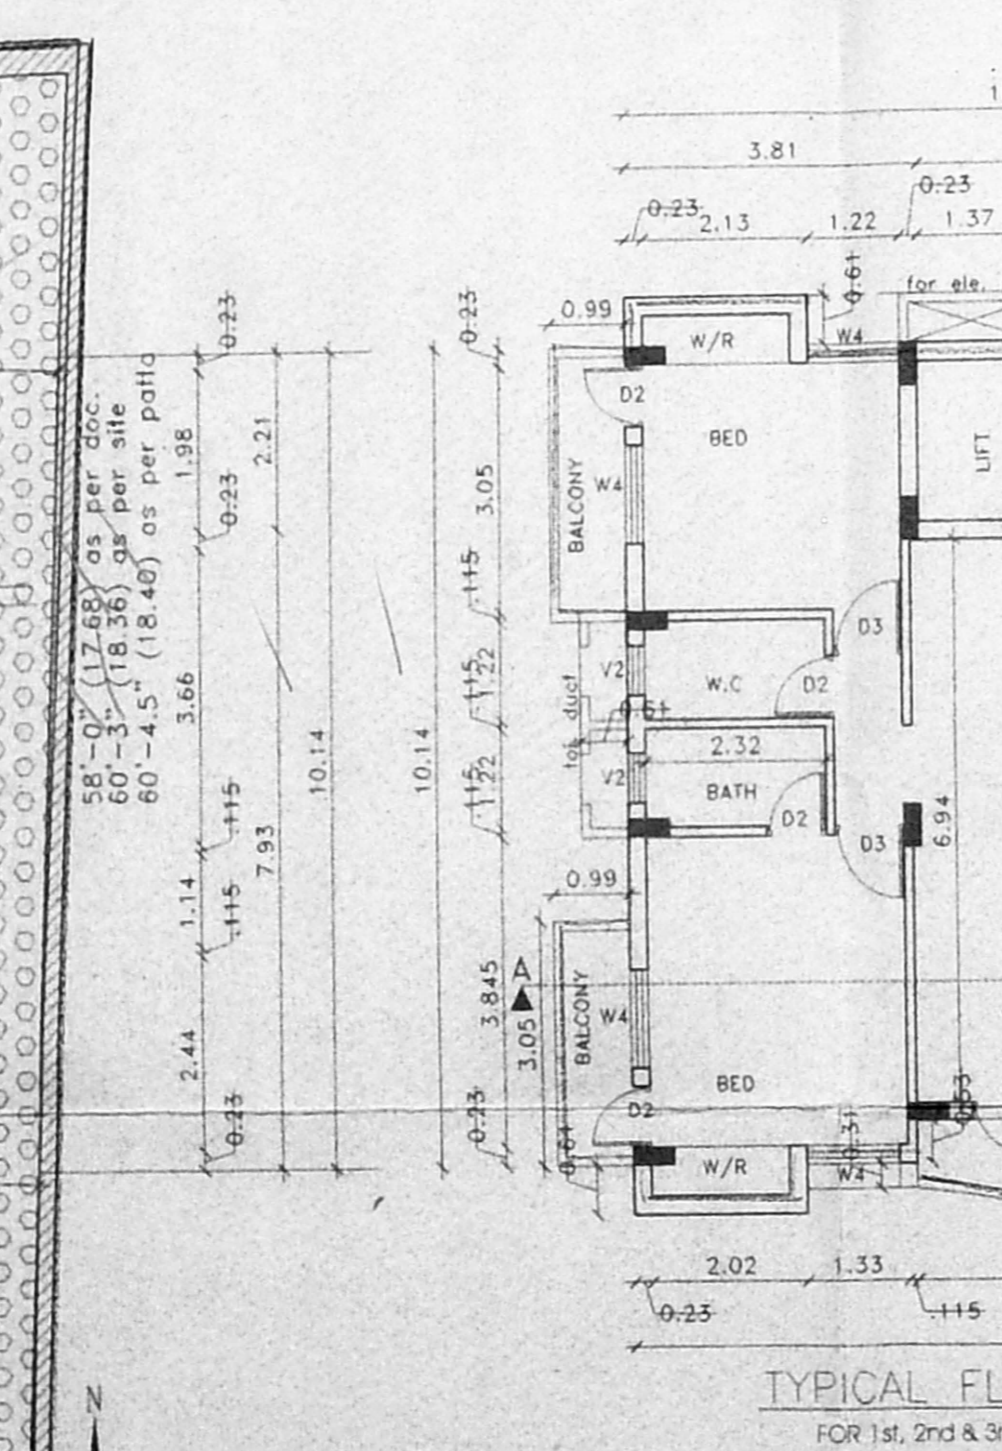 3.81
0.23
0.23
2.13
1.22
1.37
0.61
for ele.
0.99
W/R
W4
0.23
0.23
D2
BED
LIFT
BALCONY
W4
58'-0" (17.68) as per doc.
60'-3" (18.36) as per site
60'-4.5" (18.40) as per patta
1.98
0.23
2.21
3.05
.115
D3
V2
W.C
D2
duct
0.61
3.66
10.14
10.14
.115
1.22
2.32
V2
BATH
D2
D3
6.94
.115
1.22
.115
7.93
0.99
1.14
.115
A
3.845
3.05
BALCONY
W4
2.44
BED
0.23
0.23
D2
0.61
0.31
0.53
W/R
W4
2.02
1.33
0.23
.115
TYPICAL FL
FOR 1st, 2nd & 3
N